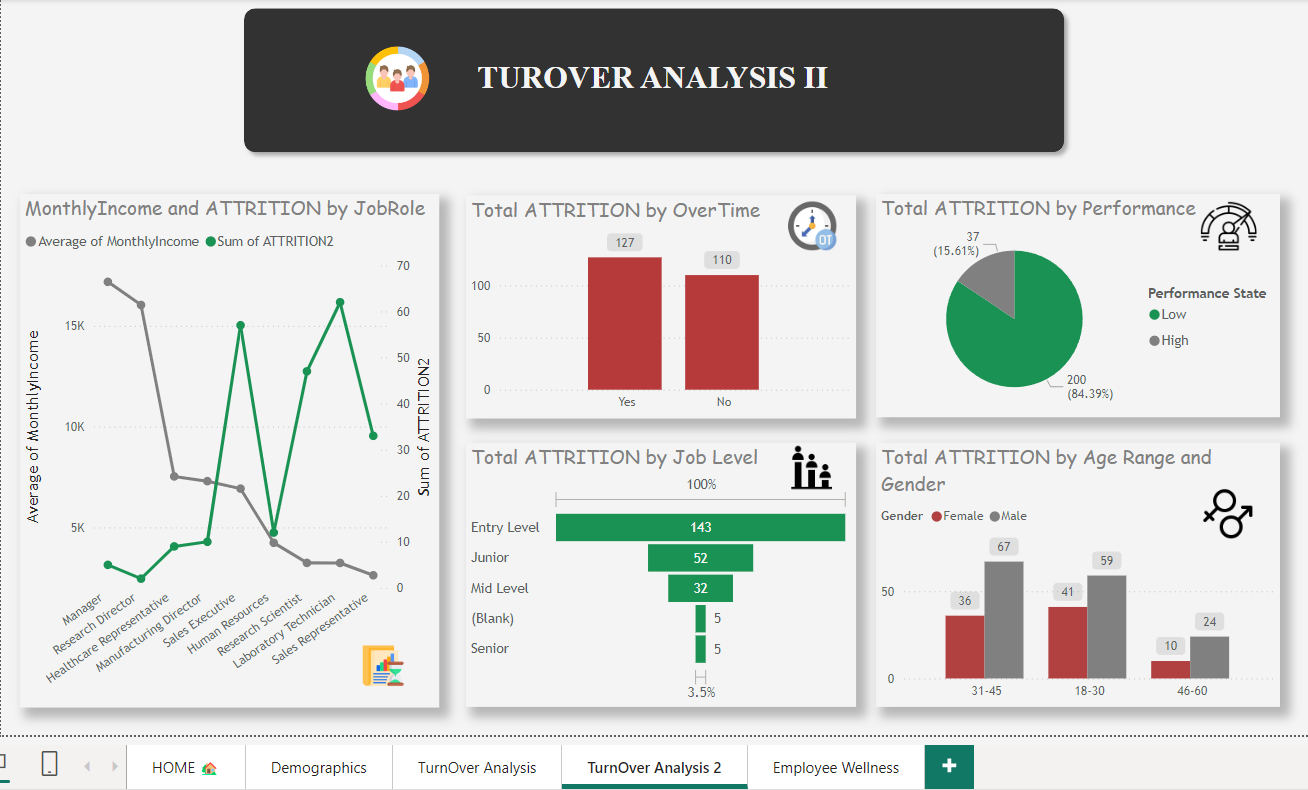 TUROVER ANALYSIS II
MonthlyIncome and ATTRITION by JobRole
Average of MonthlyIncome Sum of ATTRITION2
Average of MonthlyIncome
15K
10K
5K
70
60
50
40
30
20
10
0
Sum of ATTRITION2
Manager
Research Director
Healthcare Representative
Manufacturing Director
Sales Executive
Human Resources
Research Scientist
Laboratory Technician
Sales Representative
Total ATTRITION by OverTime
OT
127
110
100
50
0
Yes
No
Total ATTRITION by Performance
37
(15.61%)
200
(84.39%)
Performance State
Low
High
Total ATTRITION by Job Level
100%
Entry Level 143
Junior 52
Mid Level 32
(Blank) 5
Senior 5
3.5%
Total ATTRITION by Age Range and
Gender
Gender Female Male
50
0
36
67
41
59
10
24
31-45
18-30
46-60
HOME
Demographics
TurnOver Analysis
TurnOver Analysis 2
Employee Wellness
+